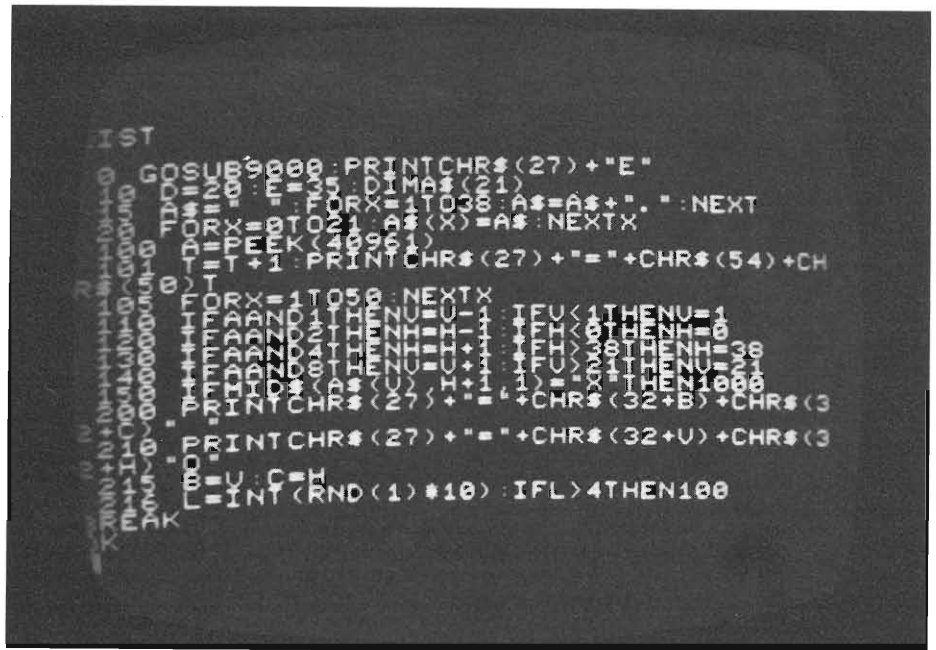 LIST
0 GOSUB9000:PRINTCHR$(27)+"E"
10 D=20:E=35:DIMA$(21)
15 A$=" ":FORX=1TO38:A$=A$+".":NEXT
20 FORX=0TO21:A$(X)=A$:NEXTX
100 A=PEEK(40961)
101 T=T+1:PRINTCHR$(27)+"="+CHR$(54)+CH
R$(50)T
105 FORX=1TO50:NEXTX
110 IFAAND1THENV=V-1:IFV<1THENV=1
120 IFAAND2THENH=H-1:IFH<0THENH=0
130 IFAAND4THENH=H+1:IFH>38THENH=38
140 IFAAND8THENV=V+1:IFV>21THENV=21
150 IFMID$(A$(V),H+1,1)="X"THEN1000
200 PRINTCHR$(27)+"="+CHR$(32+B)+CHR$(3
2+C)" "
210 PRINTCHR$(27)+"="+CHR$(32+V)+CHR$(3
2+H)"O"
215 B=V:C=H
L=INT(RND(1)*10):IFL>4THEN100
BREAK
OK